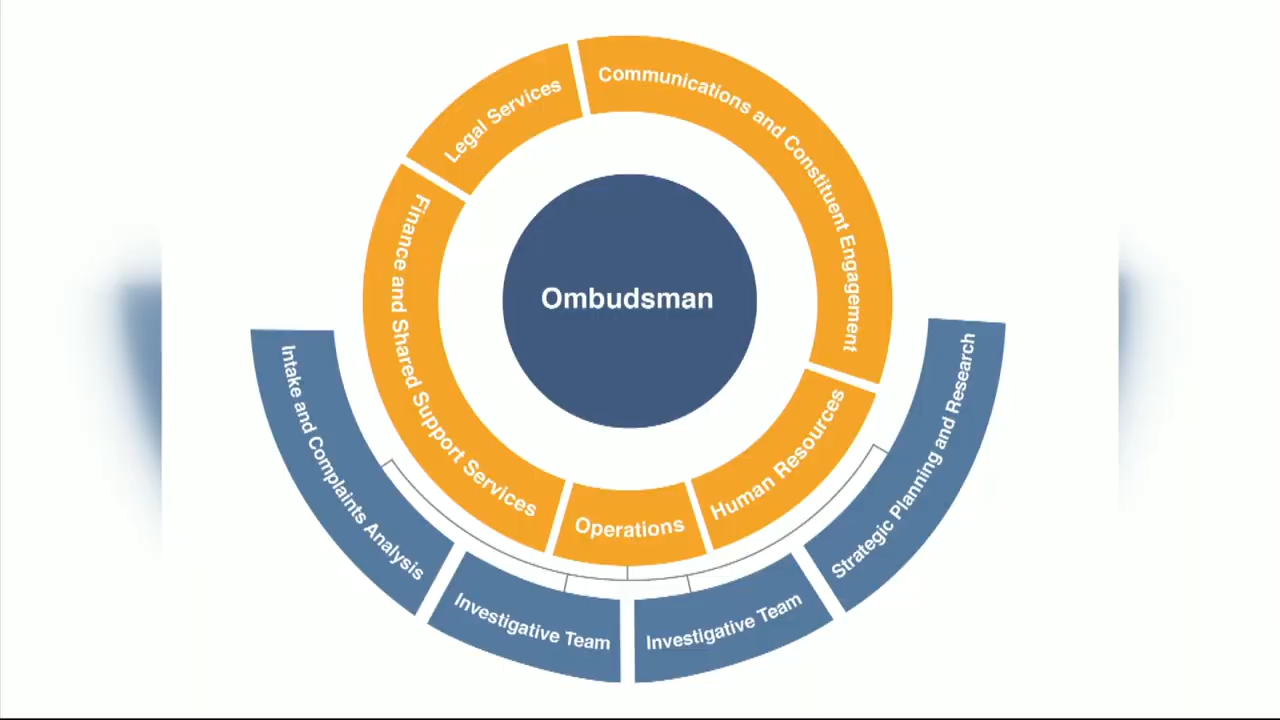 Communications and Constituent Engagement
Legal Services
Finance and Shared Support Services
Ombudsman
Human Resources
Operations
Intake and Complaints Analysis
Investigative Team
Investigative Team
Strategic Planning and Research